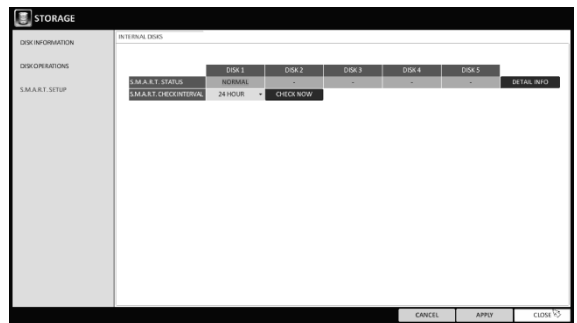 STORAGE
INTERNAL DISKS
DISK INFORMATION
DISK OPERATIONS
S.M.A.R.T. SETUP
DISK 1 DISK 2 DISK 3 DISK 4 DISK 5
S.M.A.R.T. STATUS NORMAL - - - - DETAIL INFO
S.M.A.R.T. CHECK INTERVAL 24 HOUR CHECK NOW
CANCEL APPLY CLOSE